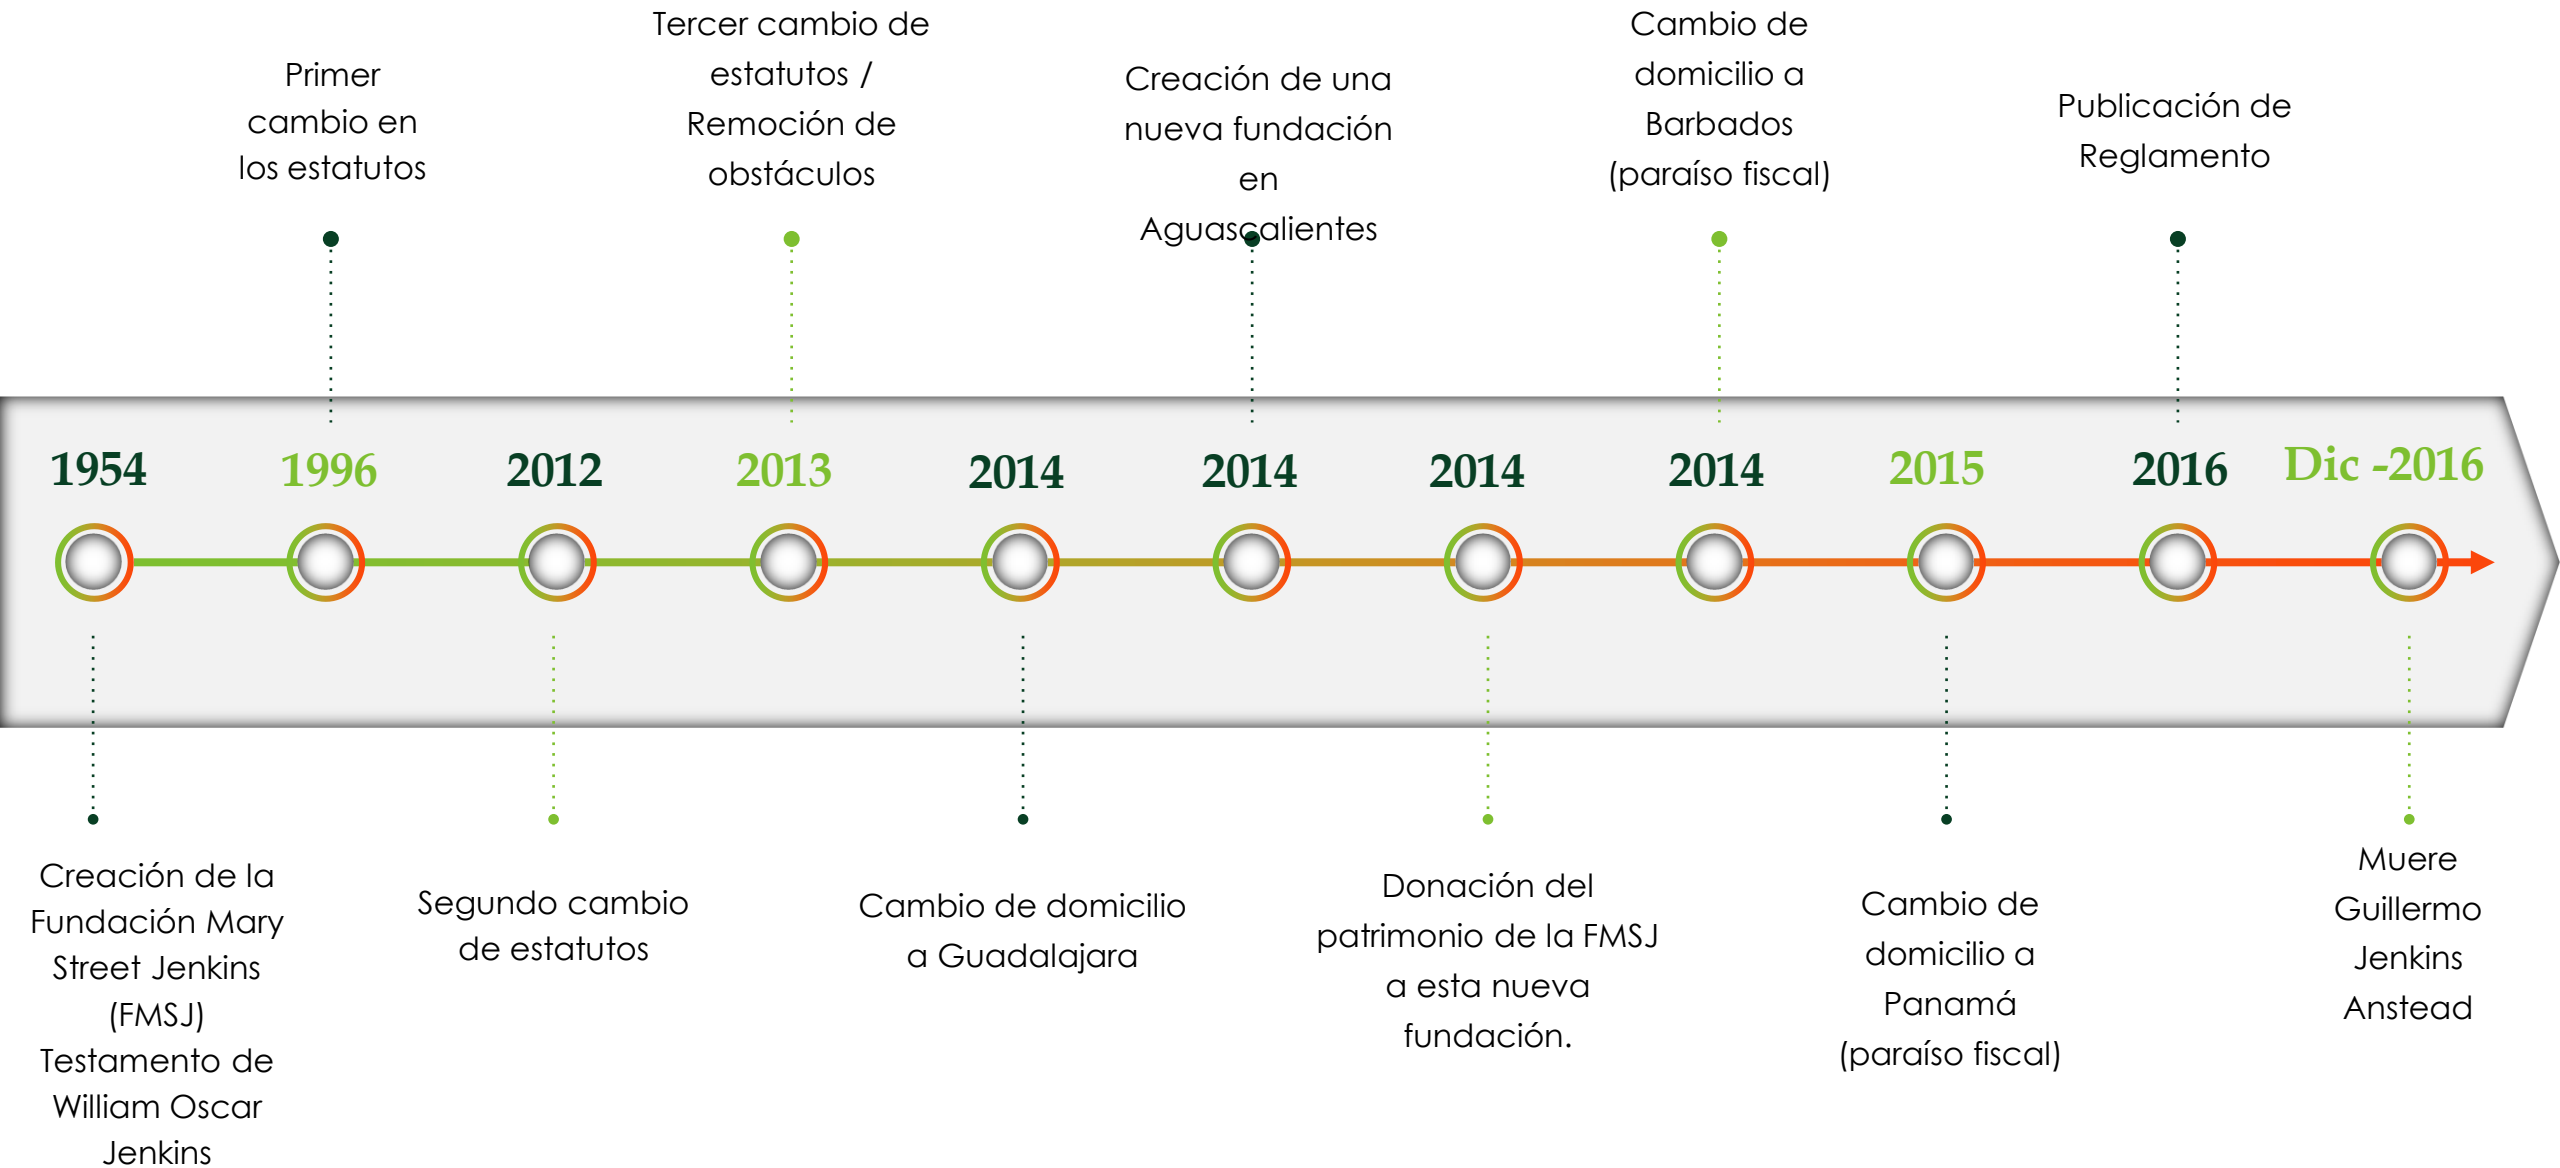 Primer
cambio en
los estatutos
Tercer cambio de
estatutos /
Remoción de
obstáculos
Creación de una
nueva fundación
en
Aguascalientes
Cambio de
domicilio a
Barbados
(paraíso fiscal)
Publicación de
Reglamento
1954
1996
2012
2013
2014
2014
2014
2014
2015
2016
Dic -2016
Creación de la
Fundación Mary
Street Jenkins
(FMSJ)
Testamento de
William Oscar
Jenkins
Segundo cambio
de estatutos
Cambio de domicilio
a Guadalajara
Donación del
patrimonio de la FMSJ
a esta nueva
fundación.
Cambio de
domicilio a
Panamá
(paraíso fiscal)
Muere
Guillermo
Jenkins
Anstead